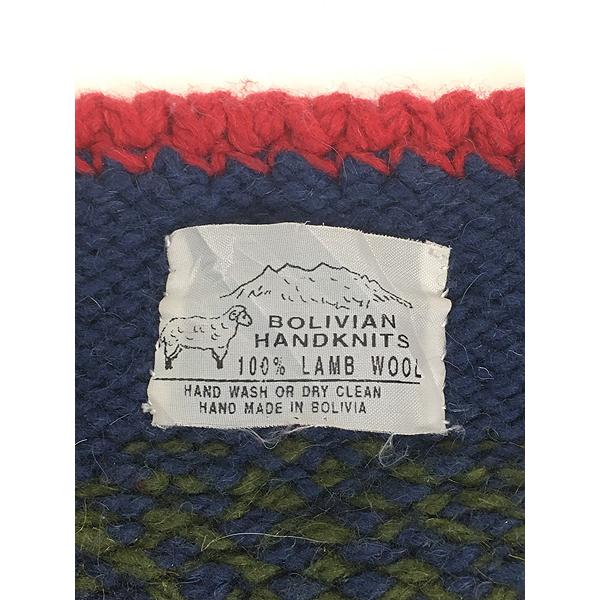 BOLIVIAN
HANDKNITS
100% LAMB WOOL
HAND WASH OR DRY CLEAN
HAND MADE IN BOLIVIA